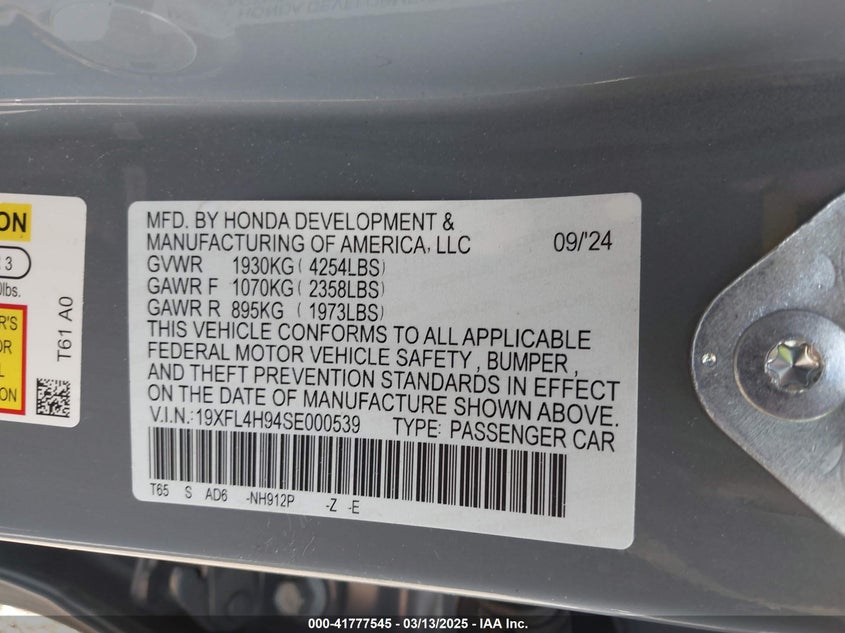 ON
3
lbs.
R'S
OR
L
ION
T61 A0
MFD. BY HONDA DEVELOPMENT &
MANUFACTURING OF AMERICA, LLC 09/'24
GVWR 1930KG ( 4254LBS)
GAWR F 1070KG ( 2358LBS)
GAWR R 895KG ( 1973LBS)
THIS VEHICLE CONFORMS TO ALL APPLICABLE
FEDERAL MOTOR VEHICLE SAFETY , BUMPER ,
AND THEFT PREVENTION STANDARDS IN EFFECT
ON THE DATE OF MANUFACTURE SHOWN ABOVE.
V.I.N.:19XFL4H94SE000539 TYPE: PASSENGER CAR
T65 S AD6 -NH912P -Z -E
000-41777545 - 03/13/2025 - IAA Inc.